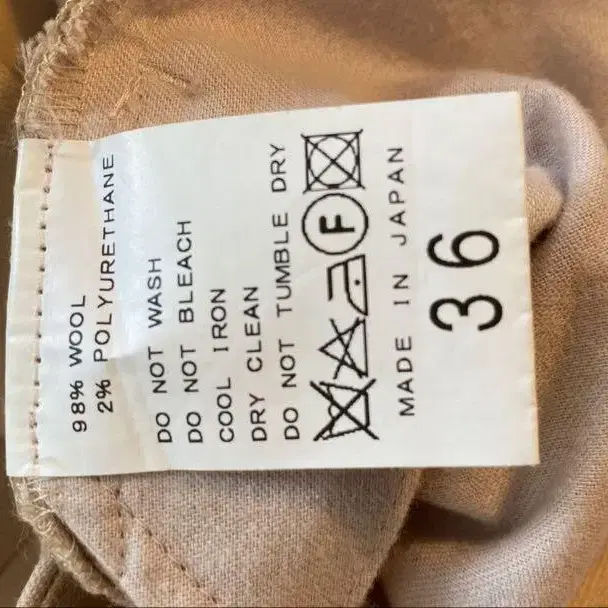 98% WOOL
2% POLYURETHANE
DO NOT WASH
DO NOT BLEACH
COOL IRON
DRY CLEAN
DO NOT TUMBLE DRY
F
MADE IN JAPAN
36